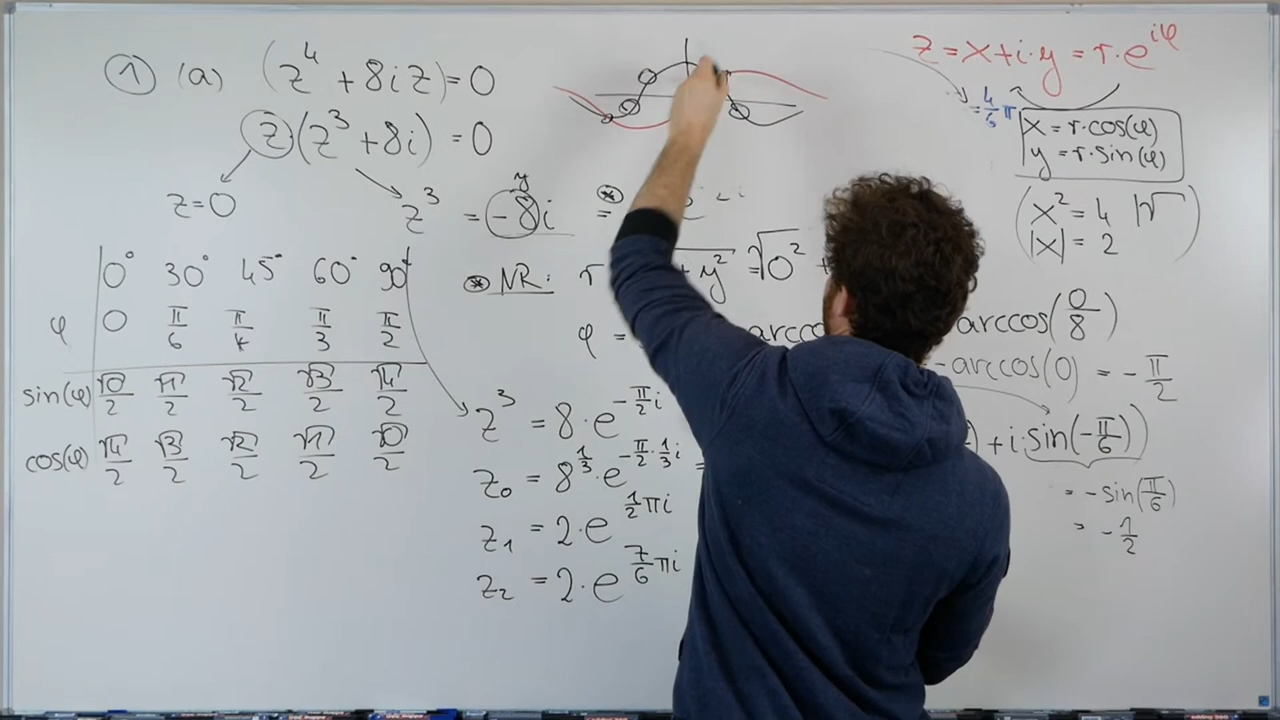 ① (a) (z⁴ + 8iz) = 0
z(z³ + 8i) = 0
z = 0
z³ = -8i =
y
0° 30° 45° 60° 90°
φ 0 π/6 π/4 π/3 π/2
sin(φ) √0/2 √1/2 √2/2 √3/2 √4/2
cos(φ) √4/2 √3/2 √2/2 √1/2 √0/2
⊛ NR: r + y² = √0² +
φ = arcco arccos(0/8)
-arccos(0) = -π/2
z³ = 8·e^(-π/2 i)
z₀ = 8^(1/3)·e^(-π/2·1/3 i) =
) + i·sin(-π/6))
= -sin(π/6)
= -1/2
z₁ = 2·e^(1/2 πi)
z₂ = 2·e^(7/6 πi)
z = x + i·y = r·e^(iφ)
= 4/6 π
x = r·cos(φ)
y = r·sin(φ)
(x² = 4 |√
|x| = 2)